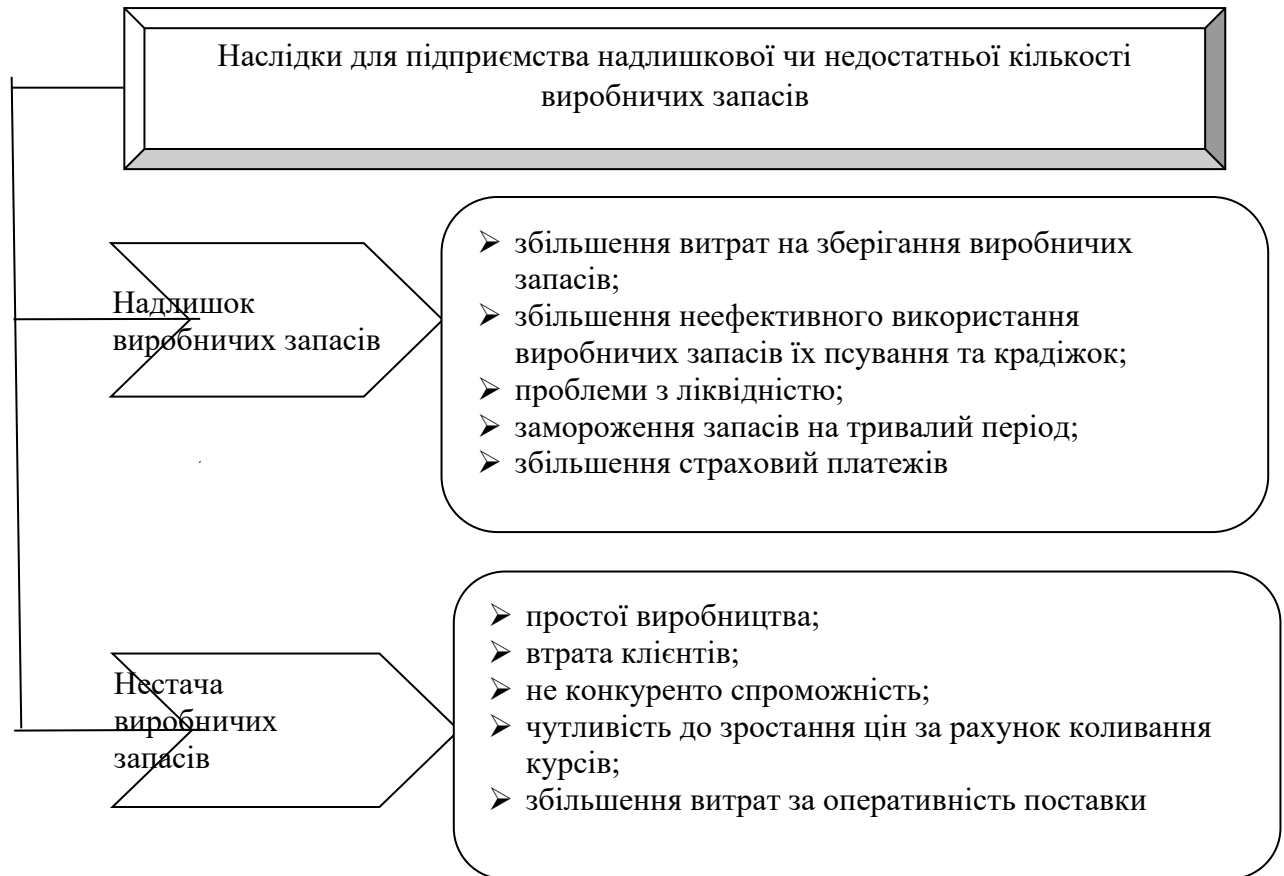 Наслідки для підприємства надлишкової чи недостатньої кількості
виробничих запасів
Надлишок
виробничих запасів
➢ збільшення витрат на зберігання виробничих
запасів;
➢ збільшення неефективного використання
виробничих запасів їх псування та крадіжок;
➢ проблеми з ліквідністю;
➢ замороження запасів на тривалий період;
➢ збільшення страховий платежів
Нестача
виробничих
запасів
➢ простої виробництва;
➢ втрата клієнтів;
➢ не конкуренто спроможність;
➢ чутливість до зростання цін за рахунок коливання
курсів;
➢ збільшення витрат за оперативність поставки